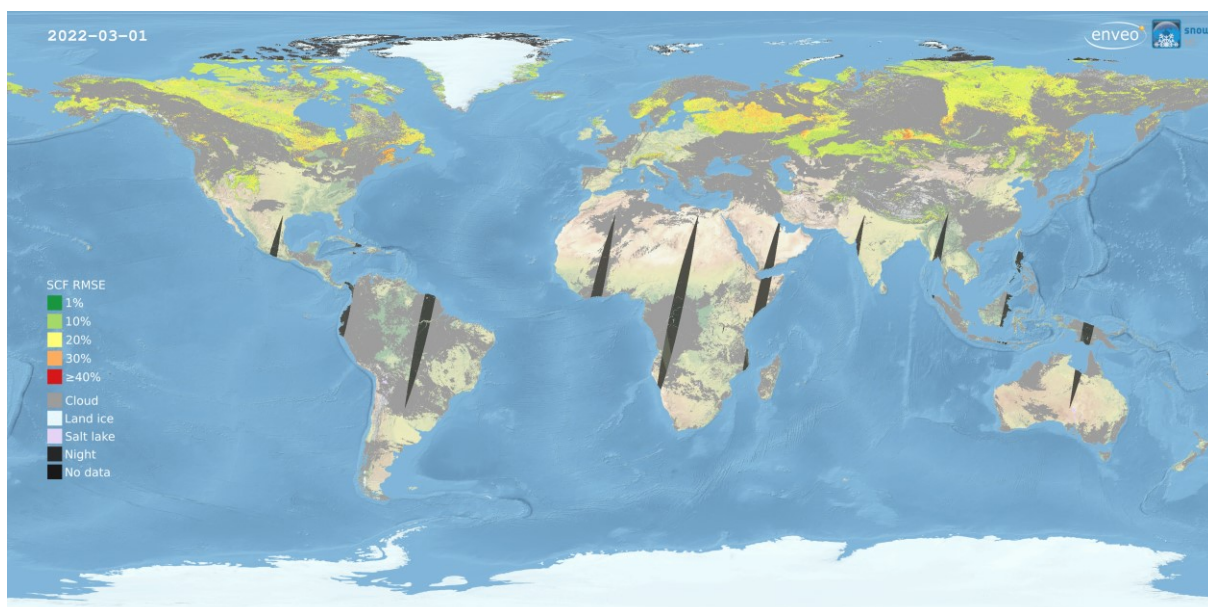 2022-03-01
enveo
snow
SCF RMSE
1%
10%
20%
30%
≥40%
Cloud
Land ice
Salt lake
Night
No data